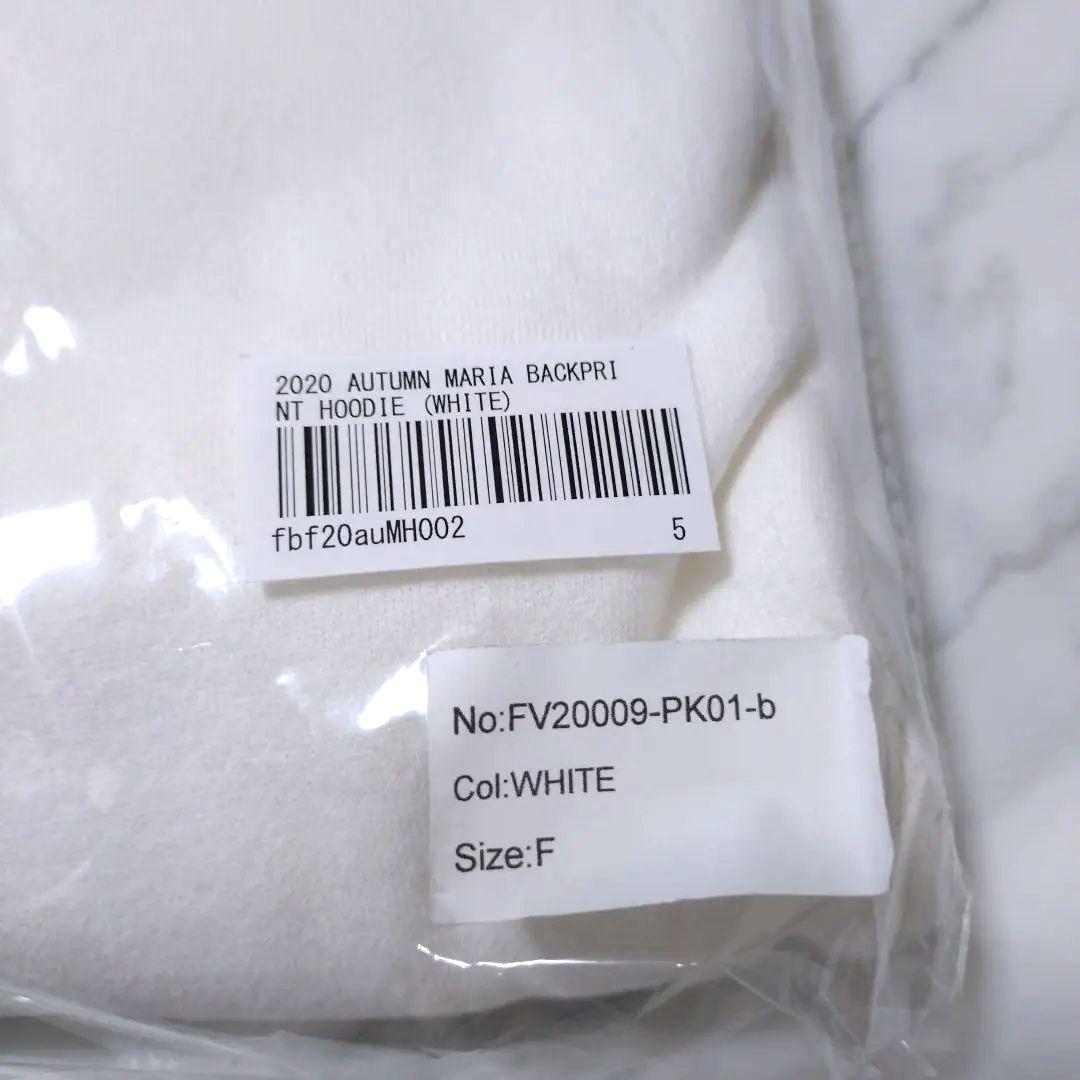 2020 AUTUMN MARIA BACKPRI
NT HOODIE (WHITE)
fbf20auMH002 5
No:FV20009-PK01-b
Col:WHITE
Size:F